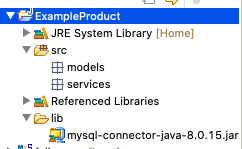 ExampleProduct
JRE System Library [Home]
src
models
services
Referenced Libraries
lib
mysql-connector-java-8.0.15.jar